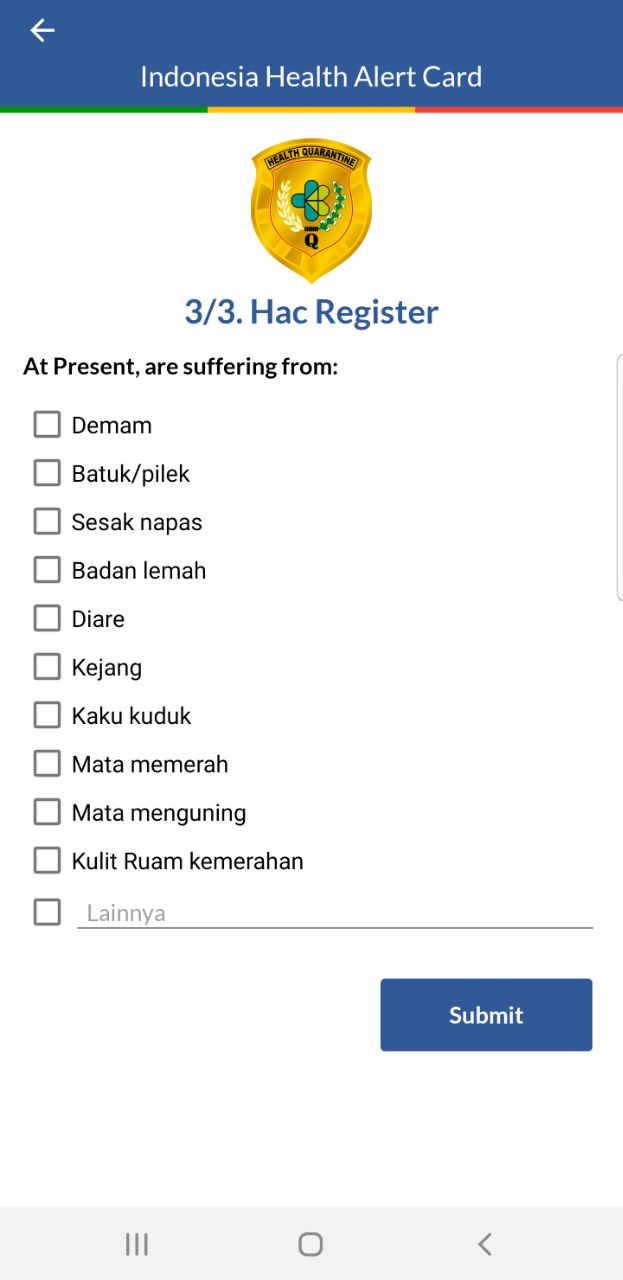 Indonesia Health Alert Card
HEALTH QUARANTINE
Q
3/3. Hac Register
At Present, are suffering from:
Demam
Batuk/pilek
Sesak napas
Badan lemah
Diare
Kejang
Kaku kuduk
Mata memerah
Mata menguning
Kulit Ruam kemerahan
Lainnya
Submit